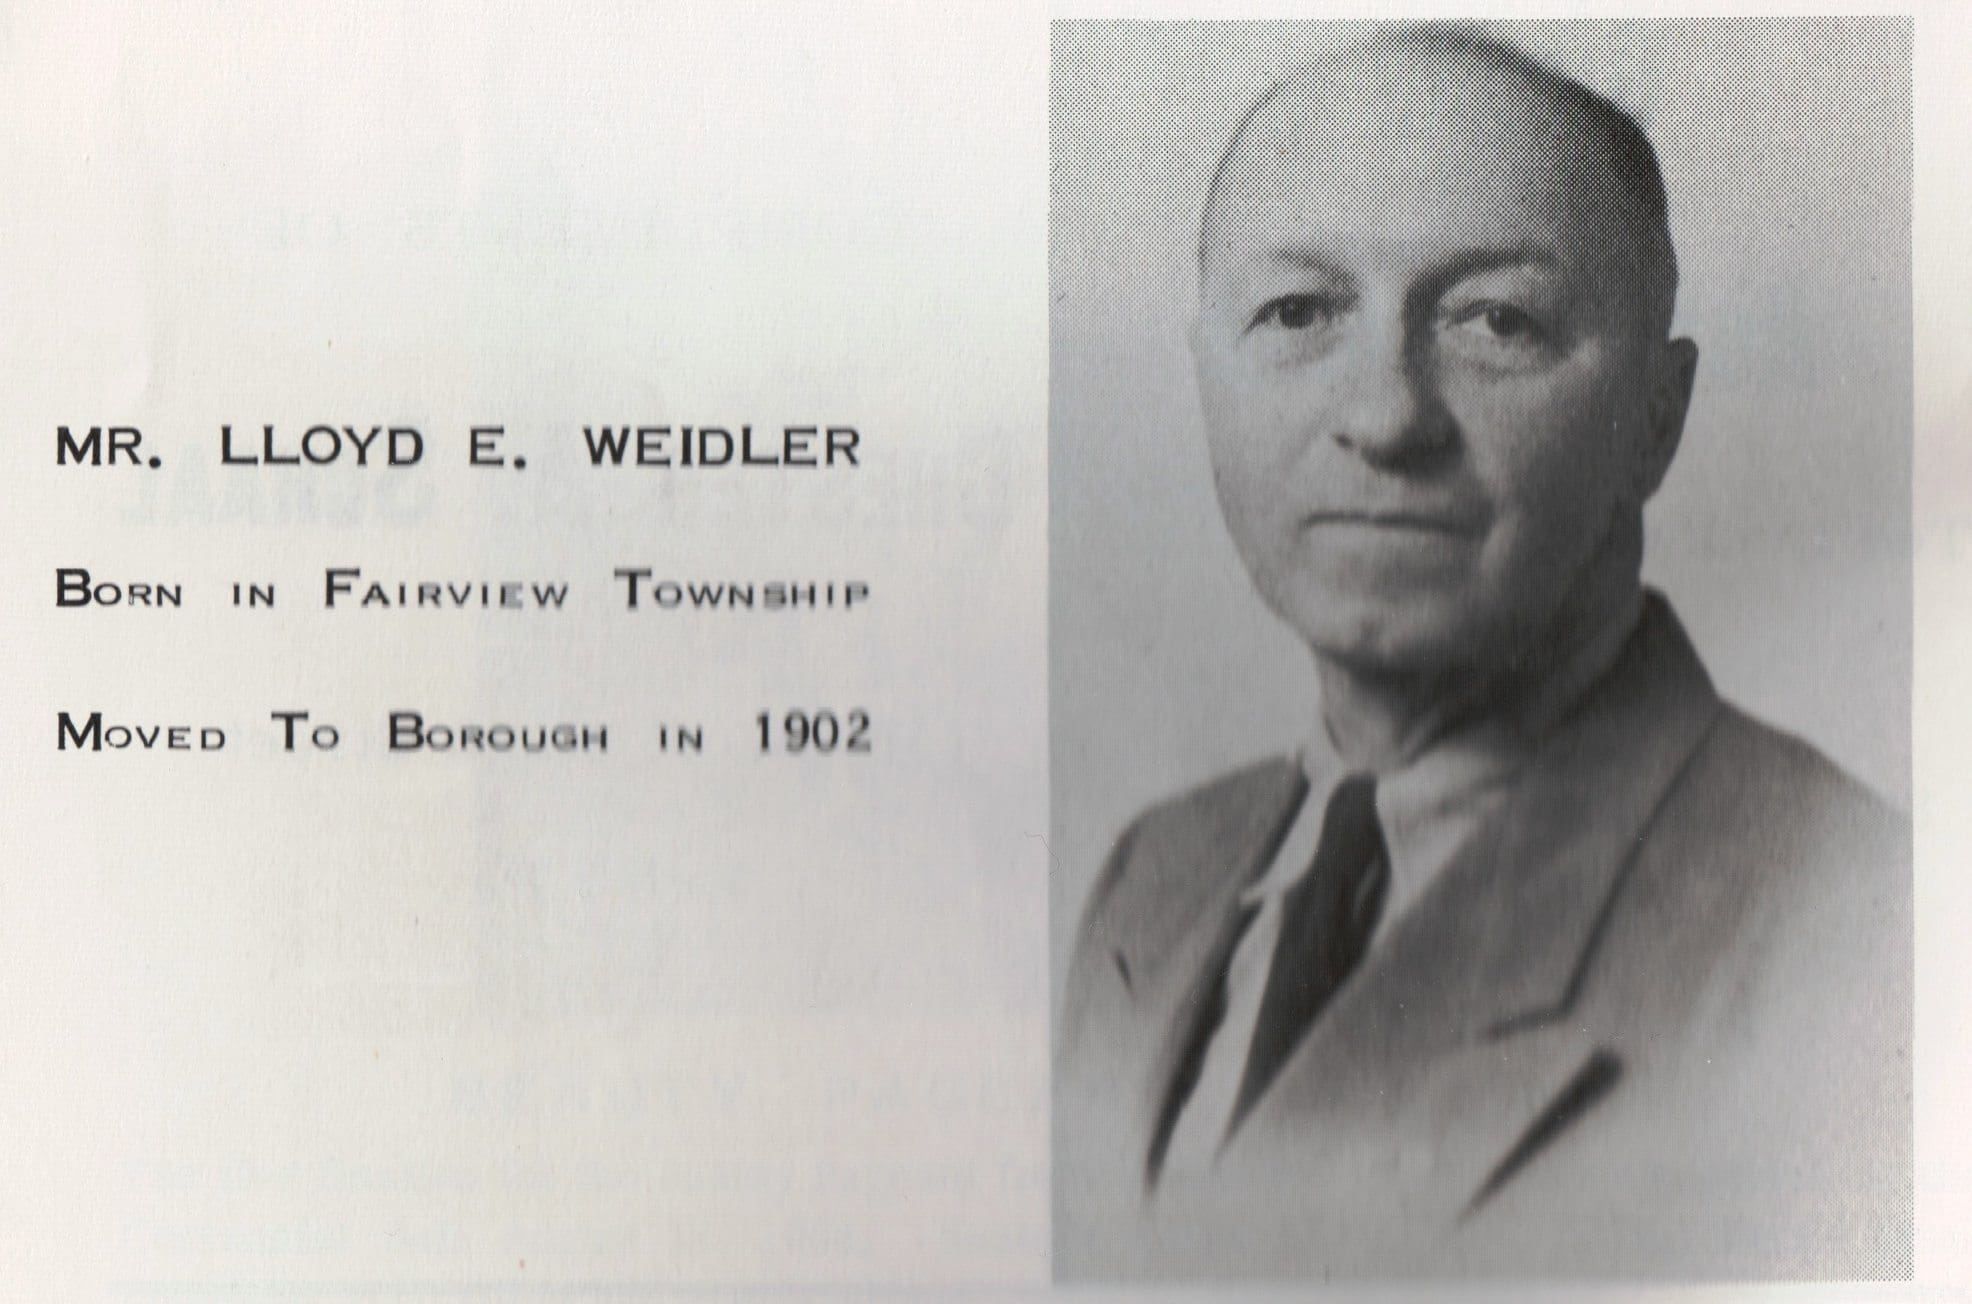 MR. LLOYD E. WEIDLER
BORN IN FAIRVIEW TOWNSHIP
MOVED TO BOROUGH IN 1902